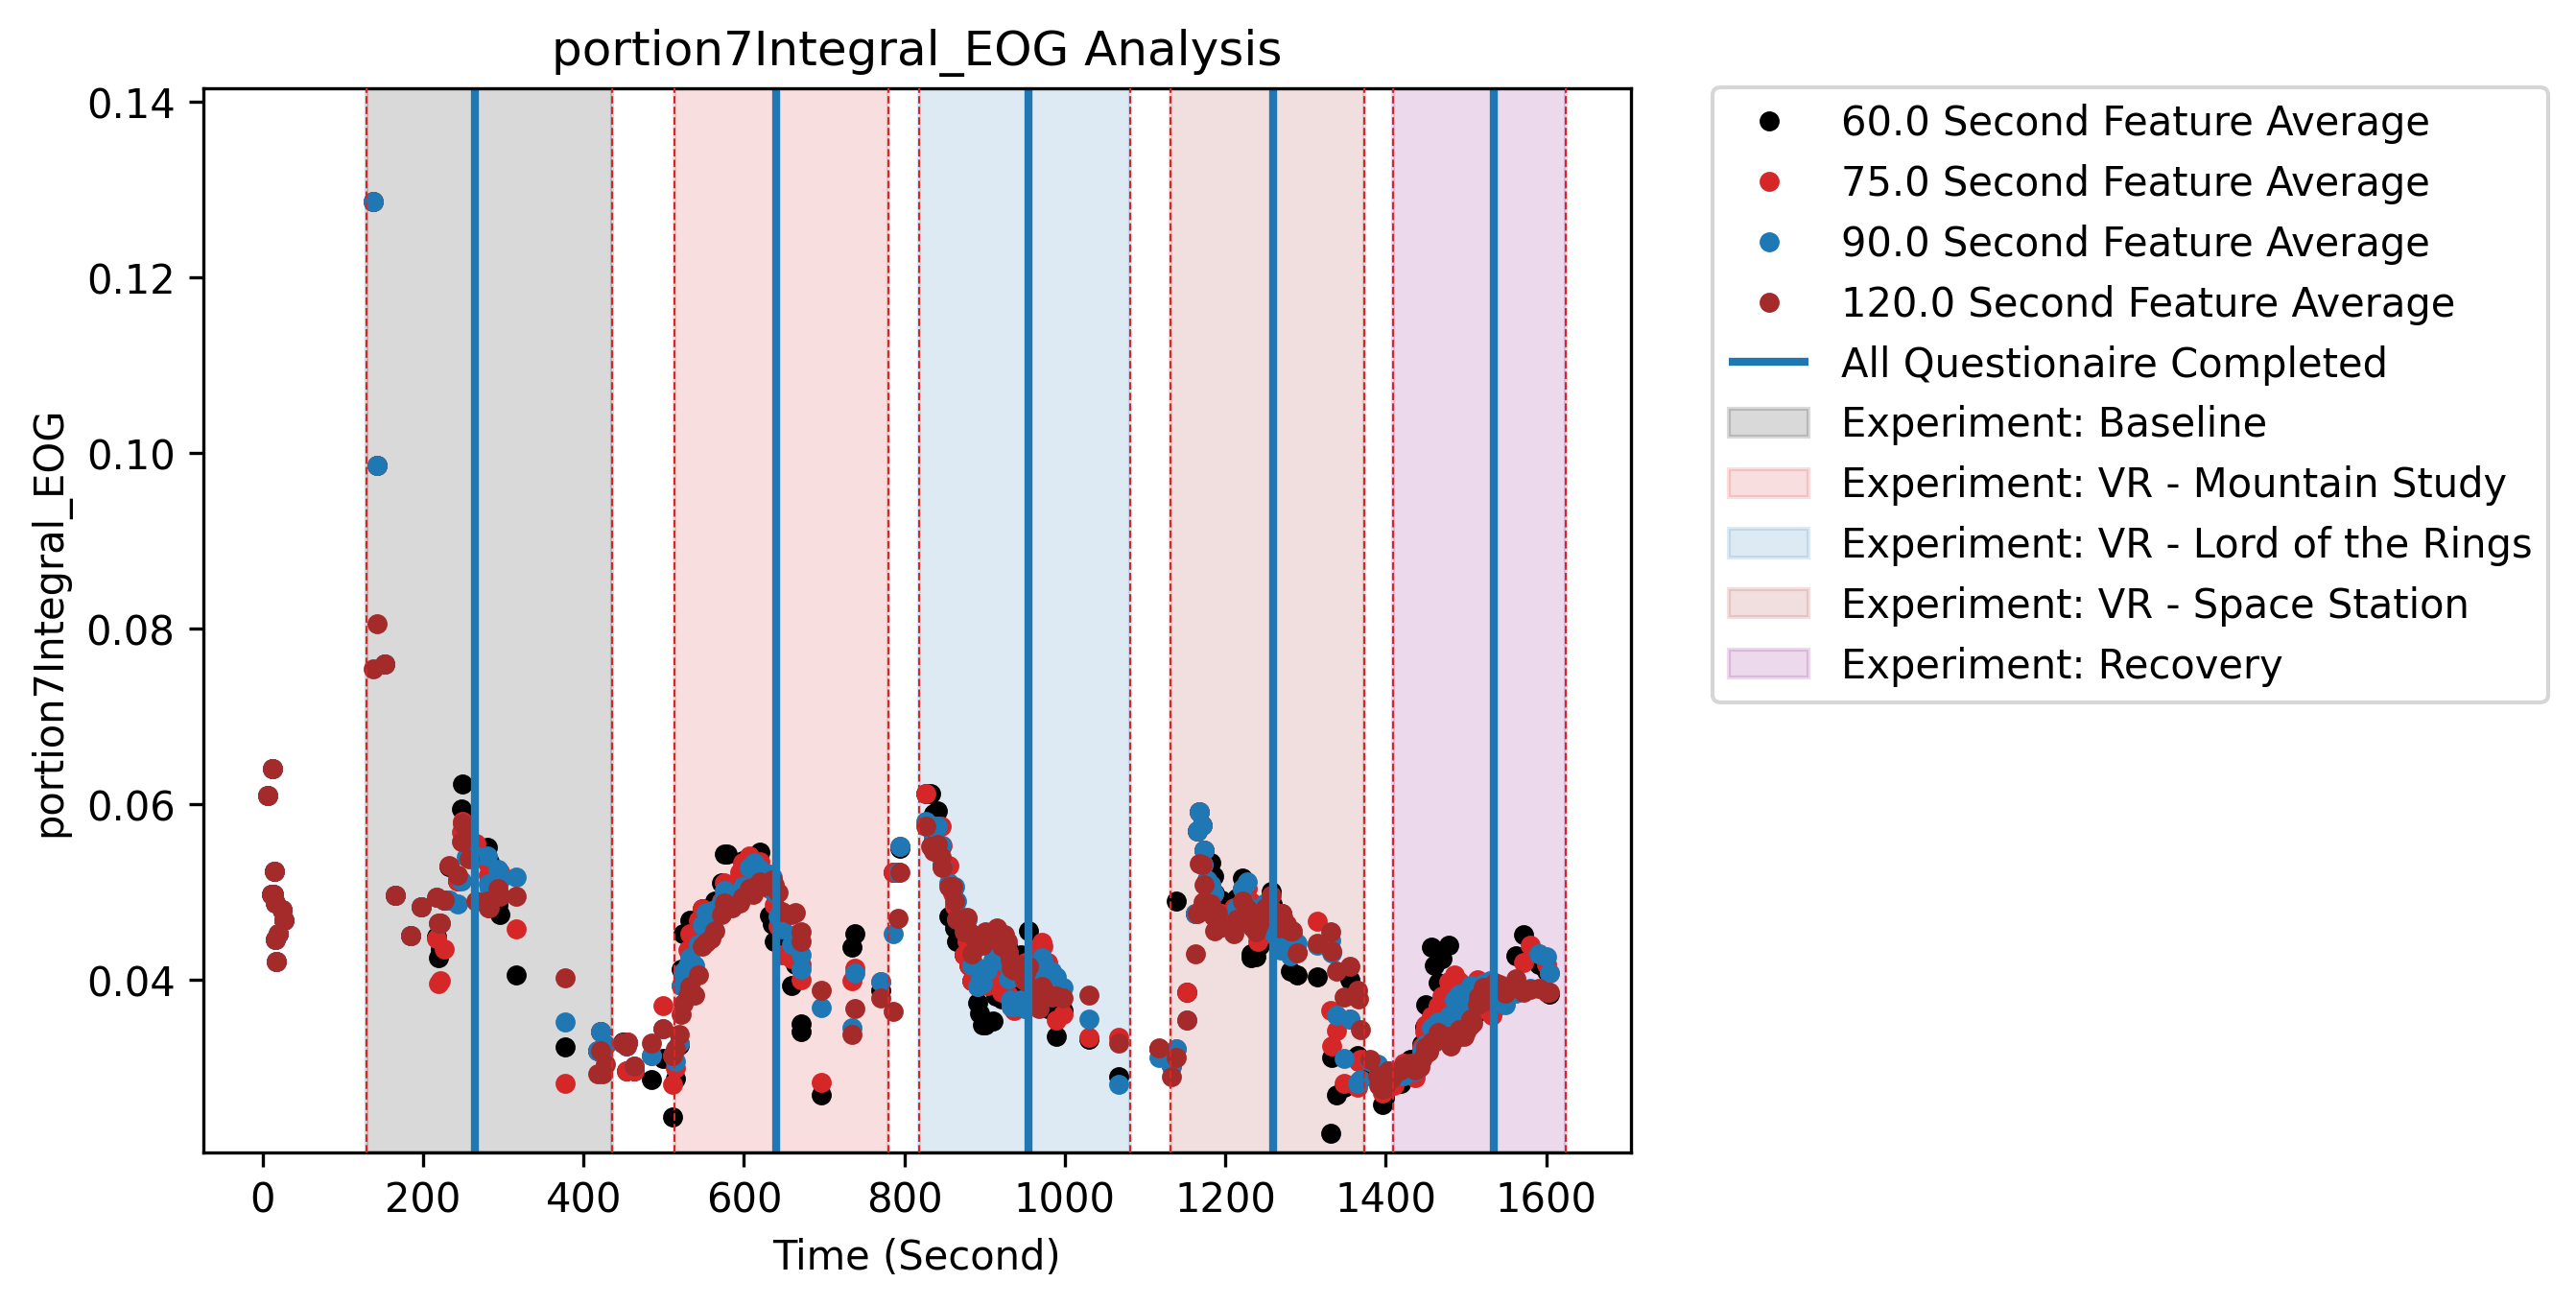 portion7Integral_EOG Analysis
portion7Integral_EOG
0.14
0.12
0.10
0.08
0.06
0.04
0
200
400
600
800
1000
1200
1400
1600
Time (Second)
60.0 Second Feature Average
75.0 Second Feature Average
90.0 Second Feature Average
120.0 Second Feature Average
All Questionaire Completed
Experiment: Baseline
Experiment: VR - Mountain Study
Experiment: VR - Lord of the Rings
Experiment: VR - Space Station
Experiment: Recovery